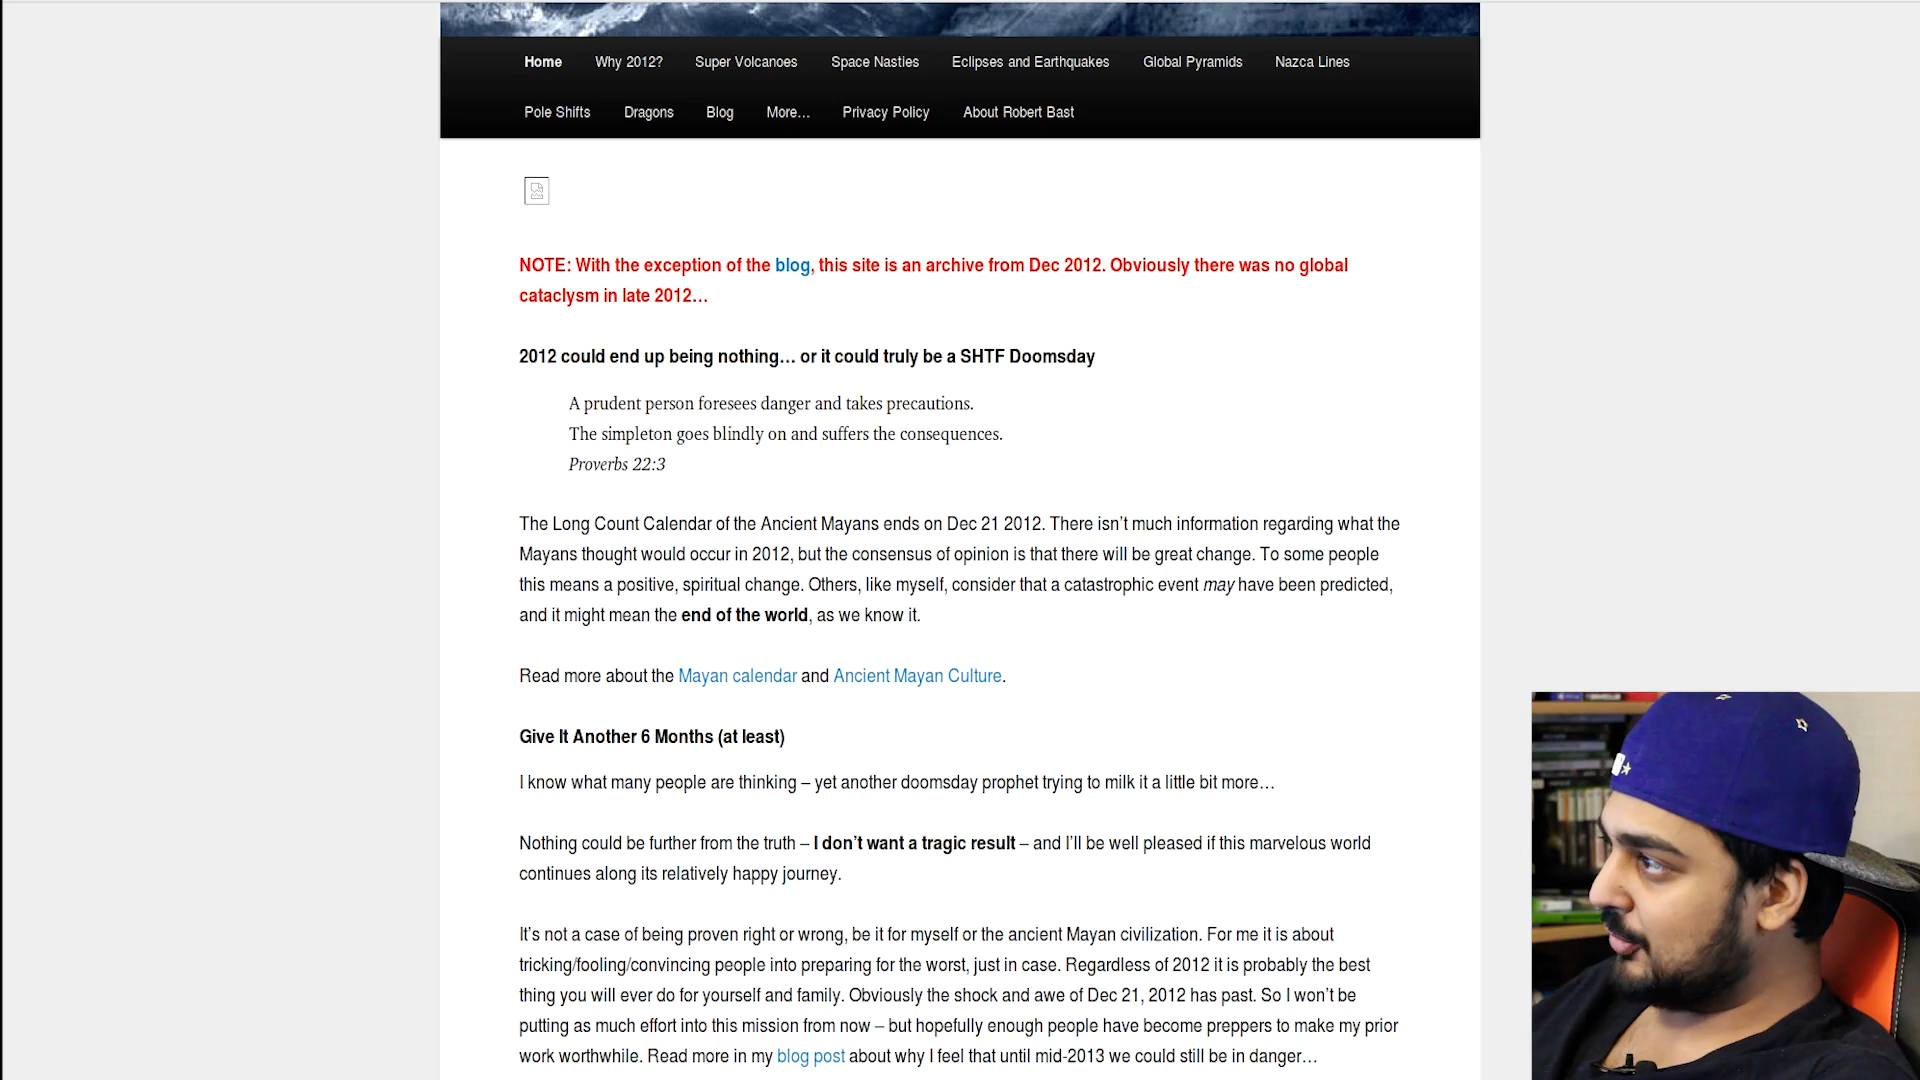 Home Why 2012? Super Volcanoes Space Nasties Eclipses and Earthquakes Global Pyramids Nazca Lines
Pole Shifts Dragons Blog More... Privacy Policy About Robert Bast
NOTE: With the exception of the blog, this site is an archive from Dec 2012. Obviously there was no global
cataclysm in late 2012…
2012 could end up being nothing… or it could truly be a SHTF Doomsday
A prudent person foresees danger and takes precautions.
The simpleton goes blindly on and suffers the consequences.
Proverbs 22:3
The Long Count Calendar of the Ancient Mayans ends on Dec 21 2012. There isn’t much information regarding what the
Mayans thought would occur in 2012, but the consensus of opinion is that there will be great change. To some people
this means a positive, spiritual change. Others, like myself, consider that a catastrophic event may have been predicted,
and it might mean the end of the world, as we know it.
Read more about the Mayan calendar and Ancient Mayan Culture.
Give It Another 6 Months (at least)
I know what many people are thinking – yet another doomsday prophet trying to milk it a little bit more…
Nothing could be further from the truth – I don’t want a tragic result – and I’ll be well pleased if this marvelous world
continues along its relatively happy journey.
It’s not a case of being proven right or wrong, be it for myself or the ancient Mayan civilization. For me it is about
tricking/fooling/convincing people into preparing for the worst, just in case. Regardless of 2012 it is probably the best
thing you will ever do for yourself and family. Obviously the shock and awe of Dec 21, 2012 has past. So I won’t be
putting as much effort into this mission from now – but hopefully enough people have become preppers to make my prior
work worthwhile. Read more in my blog post about why I feel that until mid-2013 we could still be in danger…